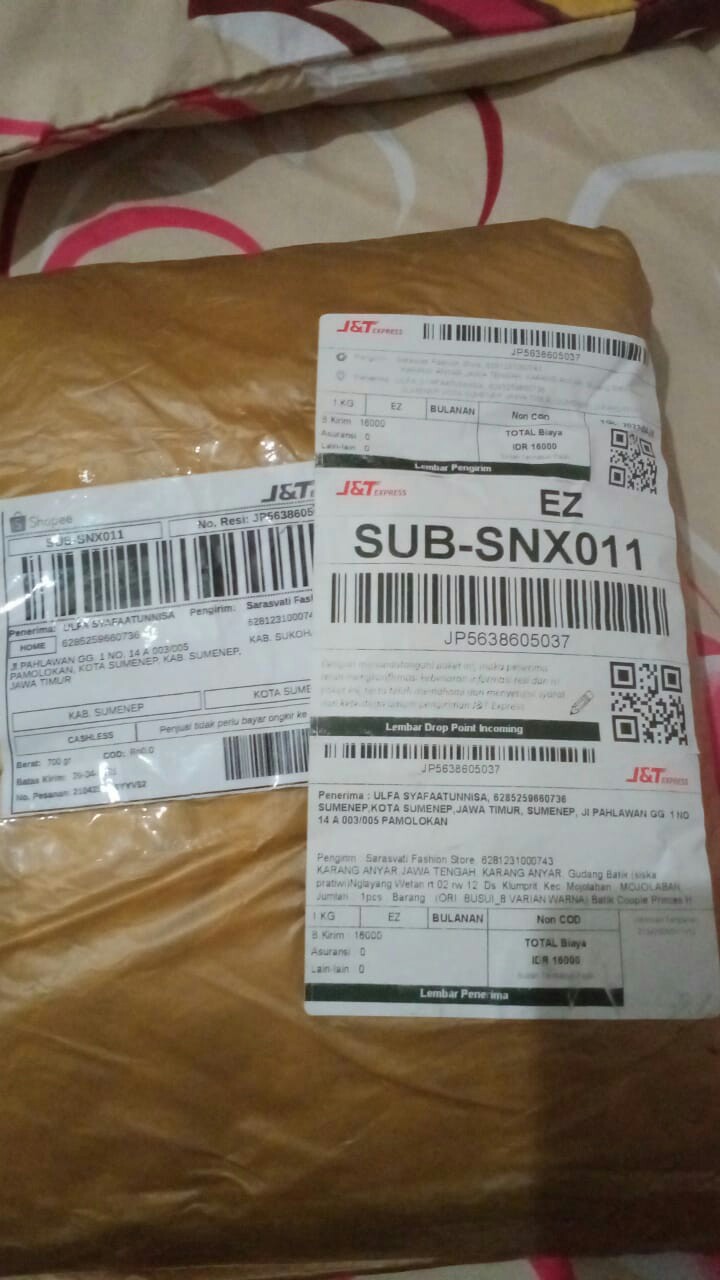 J&T EXPRESS
JP5638605037
1 KG EZ BULANAN Non COD
B.Kirim 16000
Asuransi 0
Lain-lain 0
TOTAL Biaya
IDR 16000
Lembar Pengirim
J&T EXPRESS
EZ
SUB-SNX011
JP5638605037
Lembar Drop Point Incoming
JP5638605037
J&T EXPRESS
Penerima : ULFA SYAFAATUNNISA, 6285259660736
SUMENEP,KOTA SUMENEP,JAWA TIMUR, SUMENEP, Jl PAHLAWAN GG. 1 NO
14 A 003/005 PAMOLOKAN
Pengirim : Sarasvati Fashion Store, 6281231000743
KARANG ANYAR,JAWA TENGAH, KARANG ANYAR, Gudang Batik (siska
pratiwi)Nglayang Wetan rt 02 rw 12 Ds. Klumprit Kec. Mojolaban, MOJOLABAN
Jumlah 1pcs Barang (ORI BUSUI_8 VARIAN WARNA) Batik Couple Princes H
1 KG EZ BULANAN Non COD
B.Kirim 16000
Asuransi 0
Lain-lain 0
TOTAL Biaya
IDR 16000
Lembar Penerima
Shopee
J&T
SUB-SNX011
No. Resi: JP5638605
Penerima: ULFA SYAFAATUNNISA
HOME 6285259660736
Jl PAHLAWAN GG. 1 NO. 14 A 003/005
PAMOLOKAN, KOTA SUMENEP, KAB. SUMENEP,
JAWA TIMUR
Pengirim: Sarasvati Fas
628123100074
KAB. SUKOH
KAB. SUMENEP
KOTA SUME
CASHLESS
Penjual tidak perlu bayar ongkir ke
Berat: 700 gr
COD: Rp0.0
Batas Kirim:
No. Pesanan: